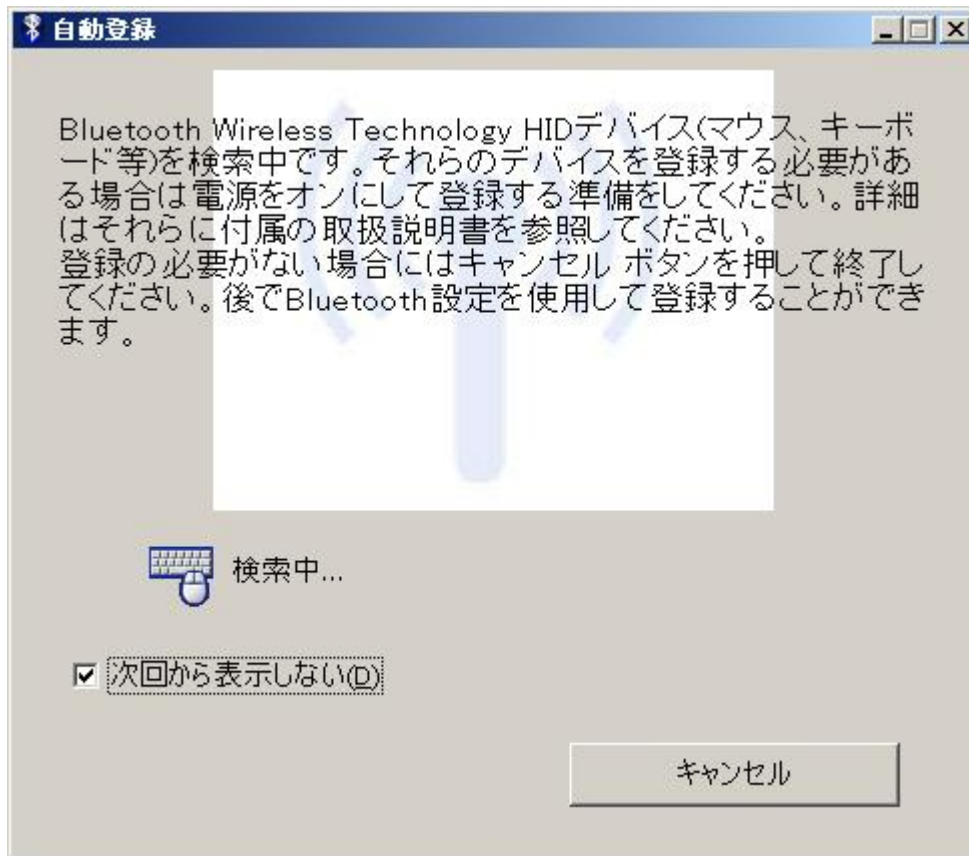 自動登録
Bluetooth Wireless Technology HIDデバイス(マウス、キーボ
ード等)を検索中です。それらのデバイスを登録する必要があ
る場合は電源をオンにして登録する準備をしてください。詳細
はそれらに付属の取扱説明書を参照してください。
登録の必要がない場合にはキャンセル ボタンを押して終了し
てください。後でBluetooth設定を使用して登録することができ
ます。
検索中...
次回から表示しない(D)
キャンセル